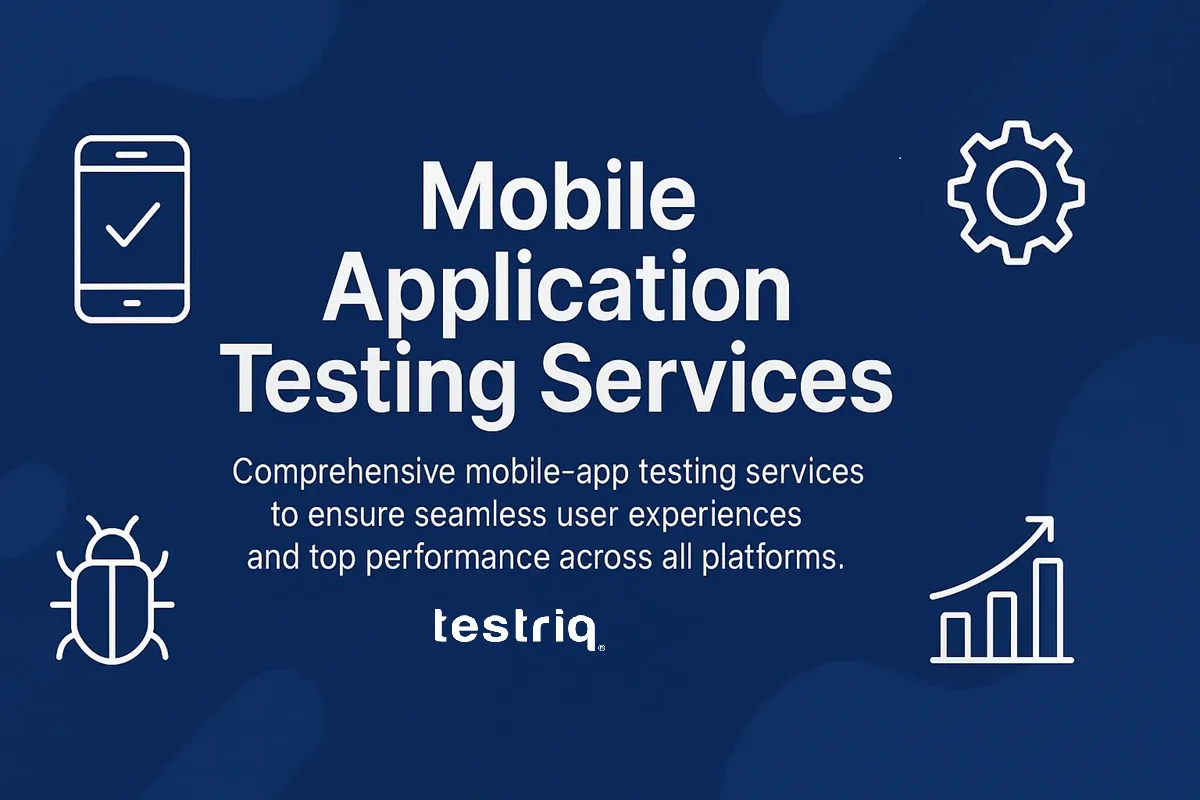 Mobile
Application
Testing Services
Comprehensive mobile-app testing services
to ensure seamless user experiences
and top performance across all platforms.
testriq®